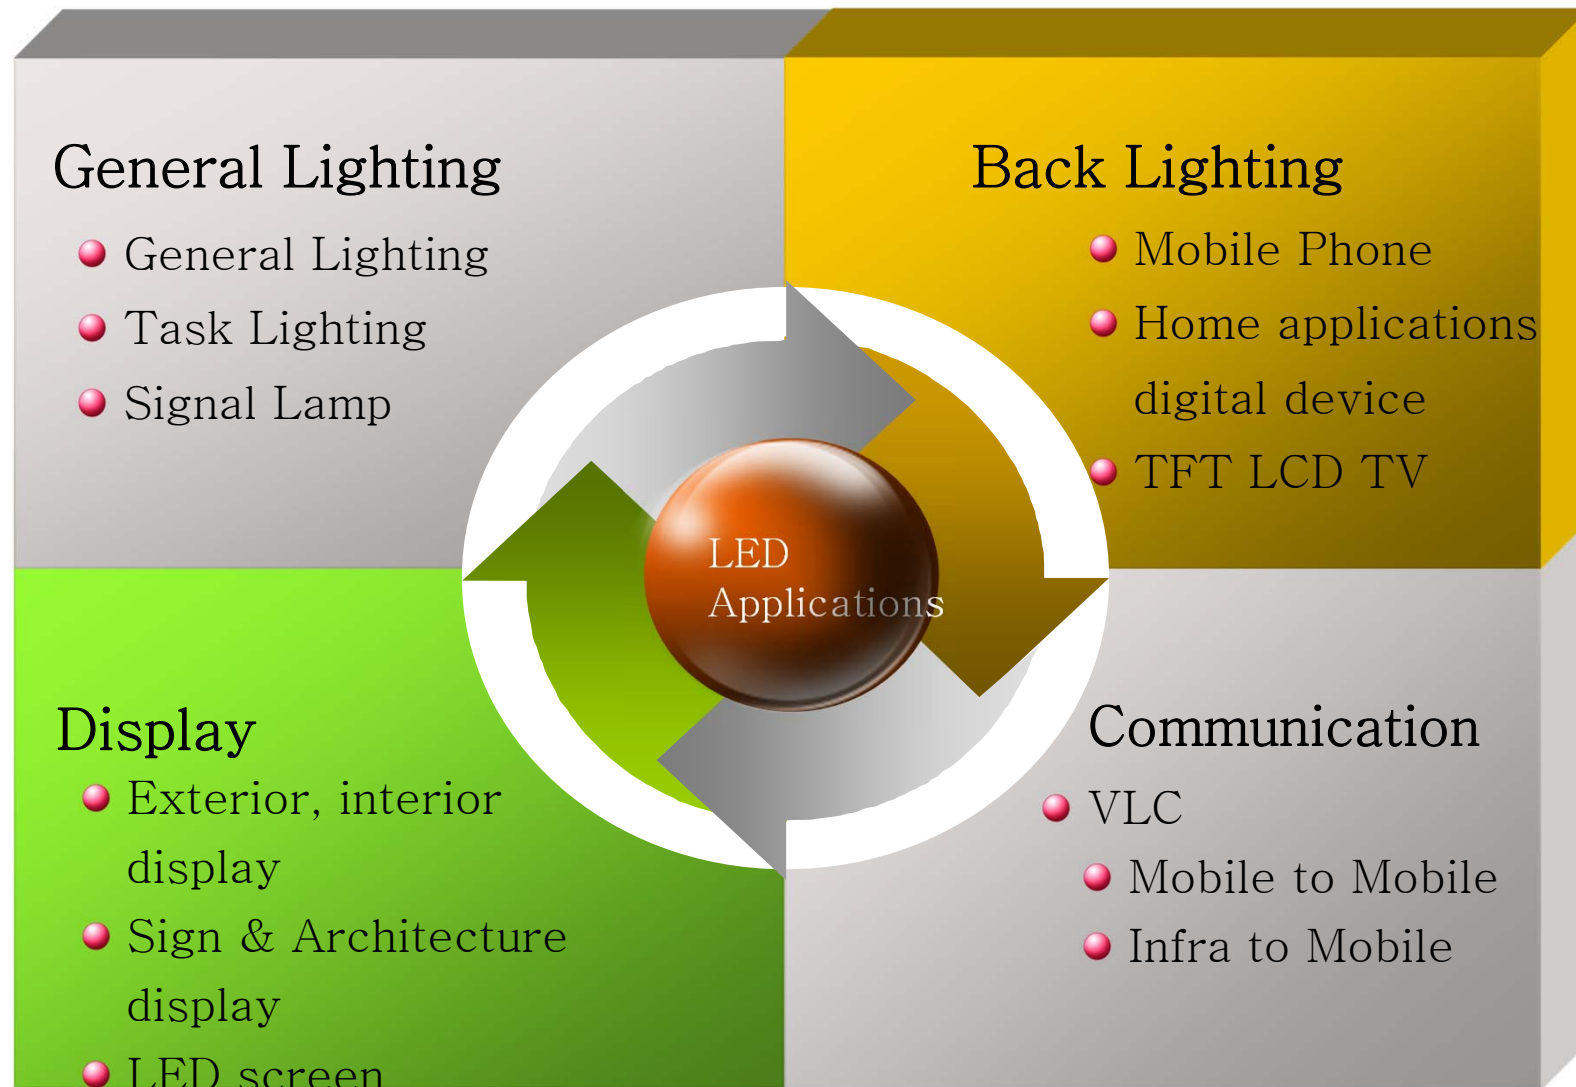 General Lighting
General Lighting
Task Lighting
Signal Lamp
Back Lighting
Mobile Phone
Home applications
digital device
TFT LCD TV
LED
Applications
Display
Exterior, interior
display
Sign & Architecture
display
LED screen
Communication
VLC
Mobile to Mobile
Infra to Mobile